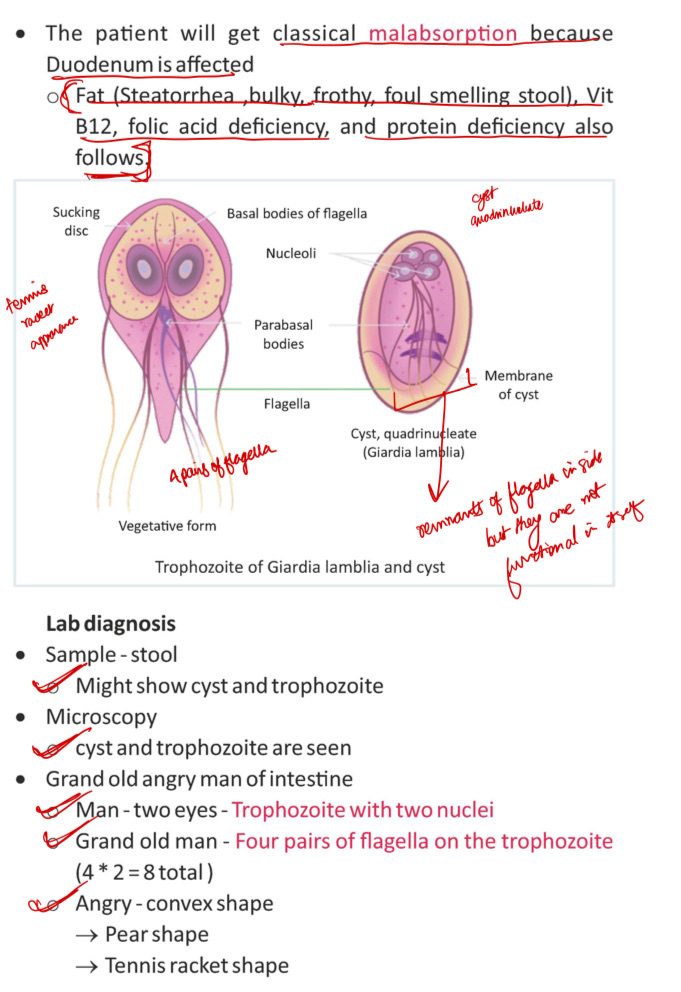 • The patient will get classical malabsorption because
Duodenum is affected
○ Fat (Steatorrhea ,bulky, frothy, foul smelling stool), Vit
B12, folic acid deficiency, and protein deficiency also
follows.
cyst
quadrinucleate
Sucking
disc
Basal bodies of flagella
Nucleoli
tennis
racket
appearance
Parabasal
bodies
Membrane
of cyst
Flagella
Cyst, quadrinucleate
(Giardia lamblia)
4 pairs of flagella
remnants of flagella inside
but they are not
functional in itself
Vegetative form
Trophozoite of Giardia lamblia and cyst
Lab diagnosis
• Sample - stool
○ Might show cyst and trophozoite
• Microscopy
○ cyst and trophozoite are seen
• Grand old angry man of intestine
○ Man - two eyes - Trophozoite with two nuclei
○ Grand old man - Four pairs of flagella on the trophozoite
(4 * 2 = 8 total )
○ Angry - convex shape
→ Pear shape
→ Tennis racket shape